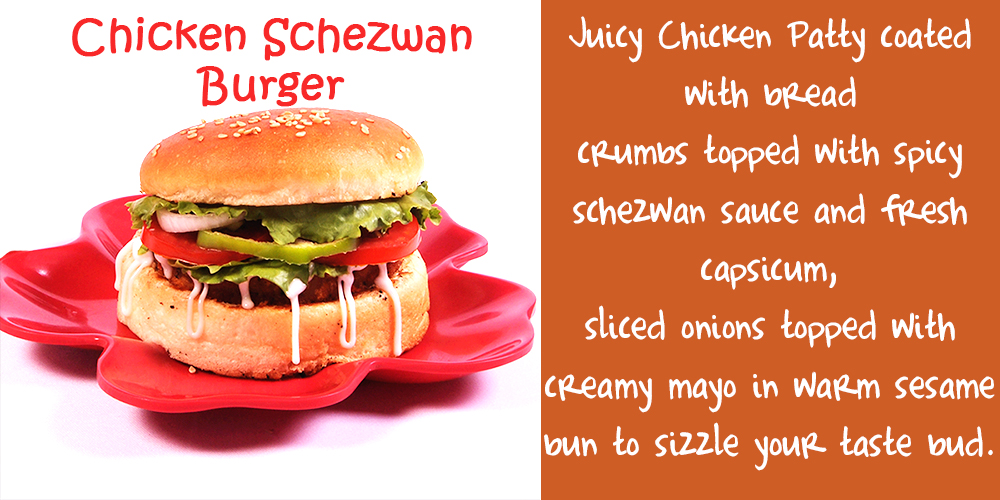 Chicken Schezwan
Burger
Juicy Chicken Patty coated
with bread
crumbs topped with spicy
schezwan sauce and fresh
capsicum,
sliced onions topped with
creamy mayo in warm sesame
bun to sizzle your taste bud.